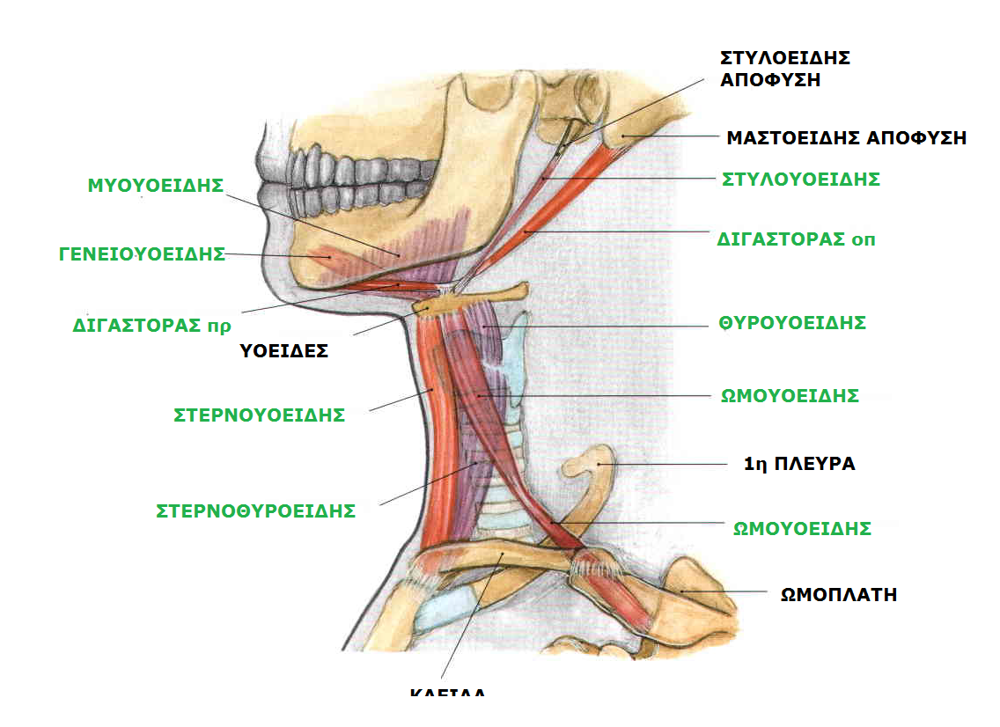 ΣΤΥΛΟΕΙΔΗΣ
ΑΠΟΦΥΣΗ
ΜΑΣΤΟΕΙΔΗΣ ΑΠΟΦΥΣΗ
ΜΥΟΥΟΕΙΔΗΣ
ΣΤΥΛΟΥΟΕΙΔΗΣ
ΔΙΓΑΣΤΟΡΑΣ οπ
ΓΕΝΕΙΟΥΟΕΙΔΗΣ
ΔΙΓΑΣΤΟΡΑΣ πρ
ΘΥΡΟΥΟΕΙΔΗΣ
ΥΟΕΙΔΕΣ
ΩΜΟΥΟΕΙΔΗΣ
ΣΤΕΡΝΟΥΟΕΙΔΗΣ
1η ΠΛΕΥΡΑ
ΣΤΕΡΝΟΘΥΡΟΕΙΔΗΣ
ΩΜΟΥΟΕΙΔΗΣ
ΩΜΟΠΛΑΤΗ
ΚΛΕΙΔΑ